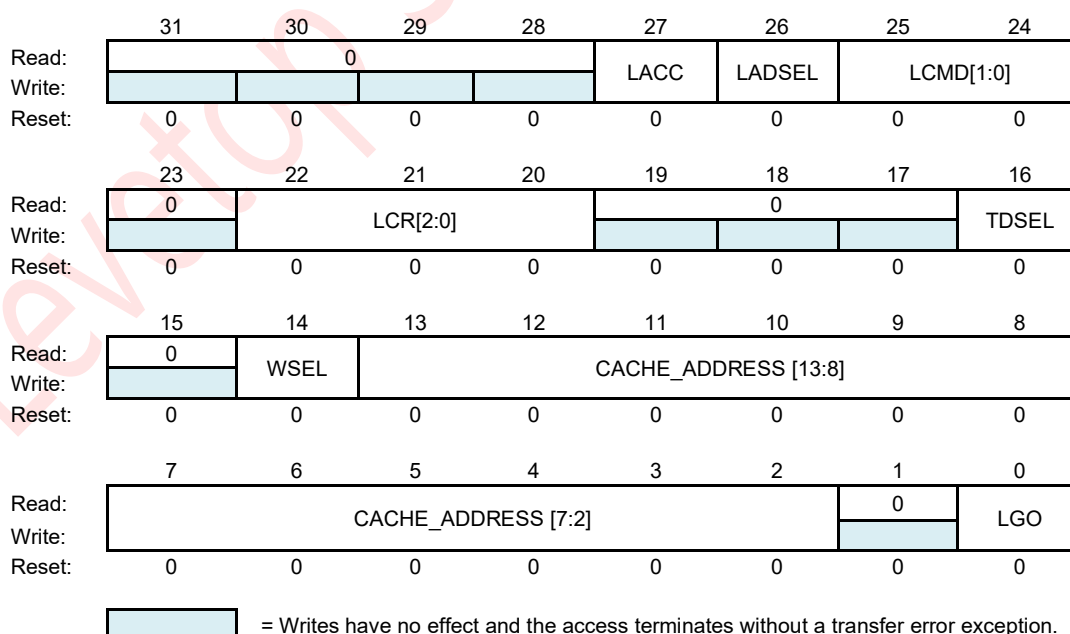 31 30 29 28 27 26 25 24
Read: 0 LACC LADSEL LCMD[1:0]
Write:
Reset: 0 0 0 0 0 0 0 0
23 22 21 20 19 18 17 16
Read: 0 LCR[2:0] 0 TDSEL
Write:
Reset: 0 0 0 0 0 0 0 0
15 14 13 12 11 10 9 8
Read: 0 WSEL CACHE_ADDRESS [13:8]
Write:
Reset: 0 0 0 0 0 0 0 0
7 6 5 4 3 2 1 0
Read: CACHE_ADDRESS [7:2] 0 LGO
Write:
Reset: 0 0 0 0 0 0 0 0
= Writes have no effect and the access terminates without a transfer error exception.
Levetop